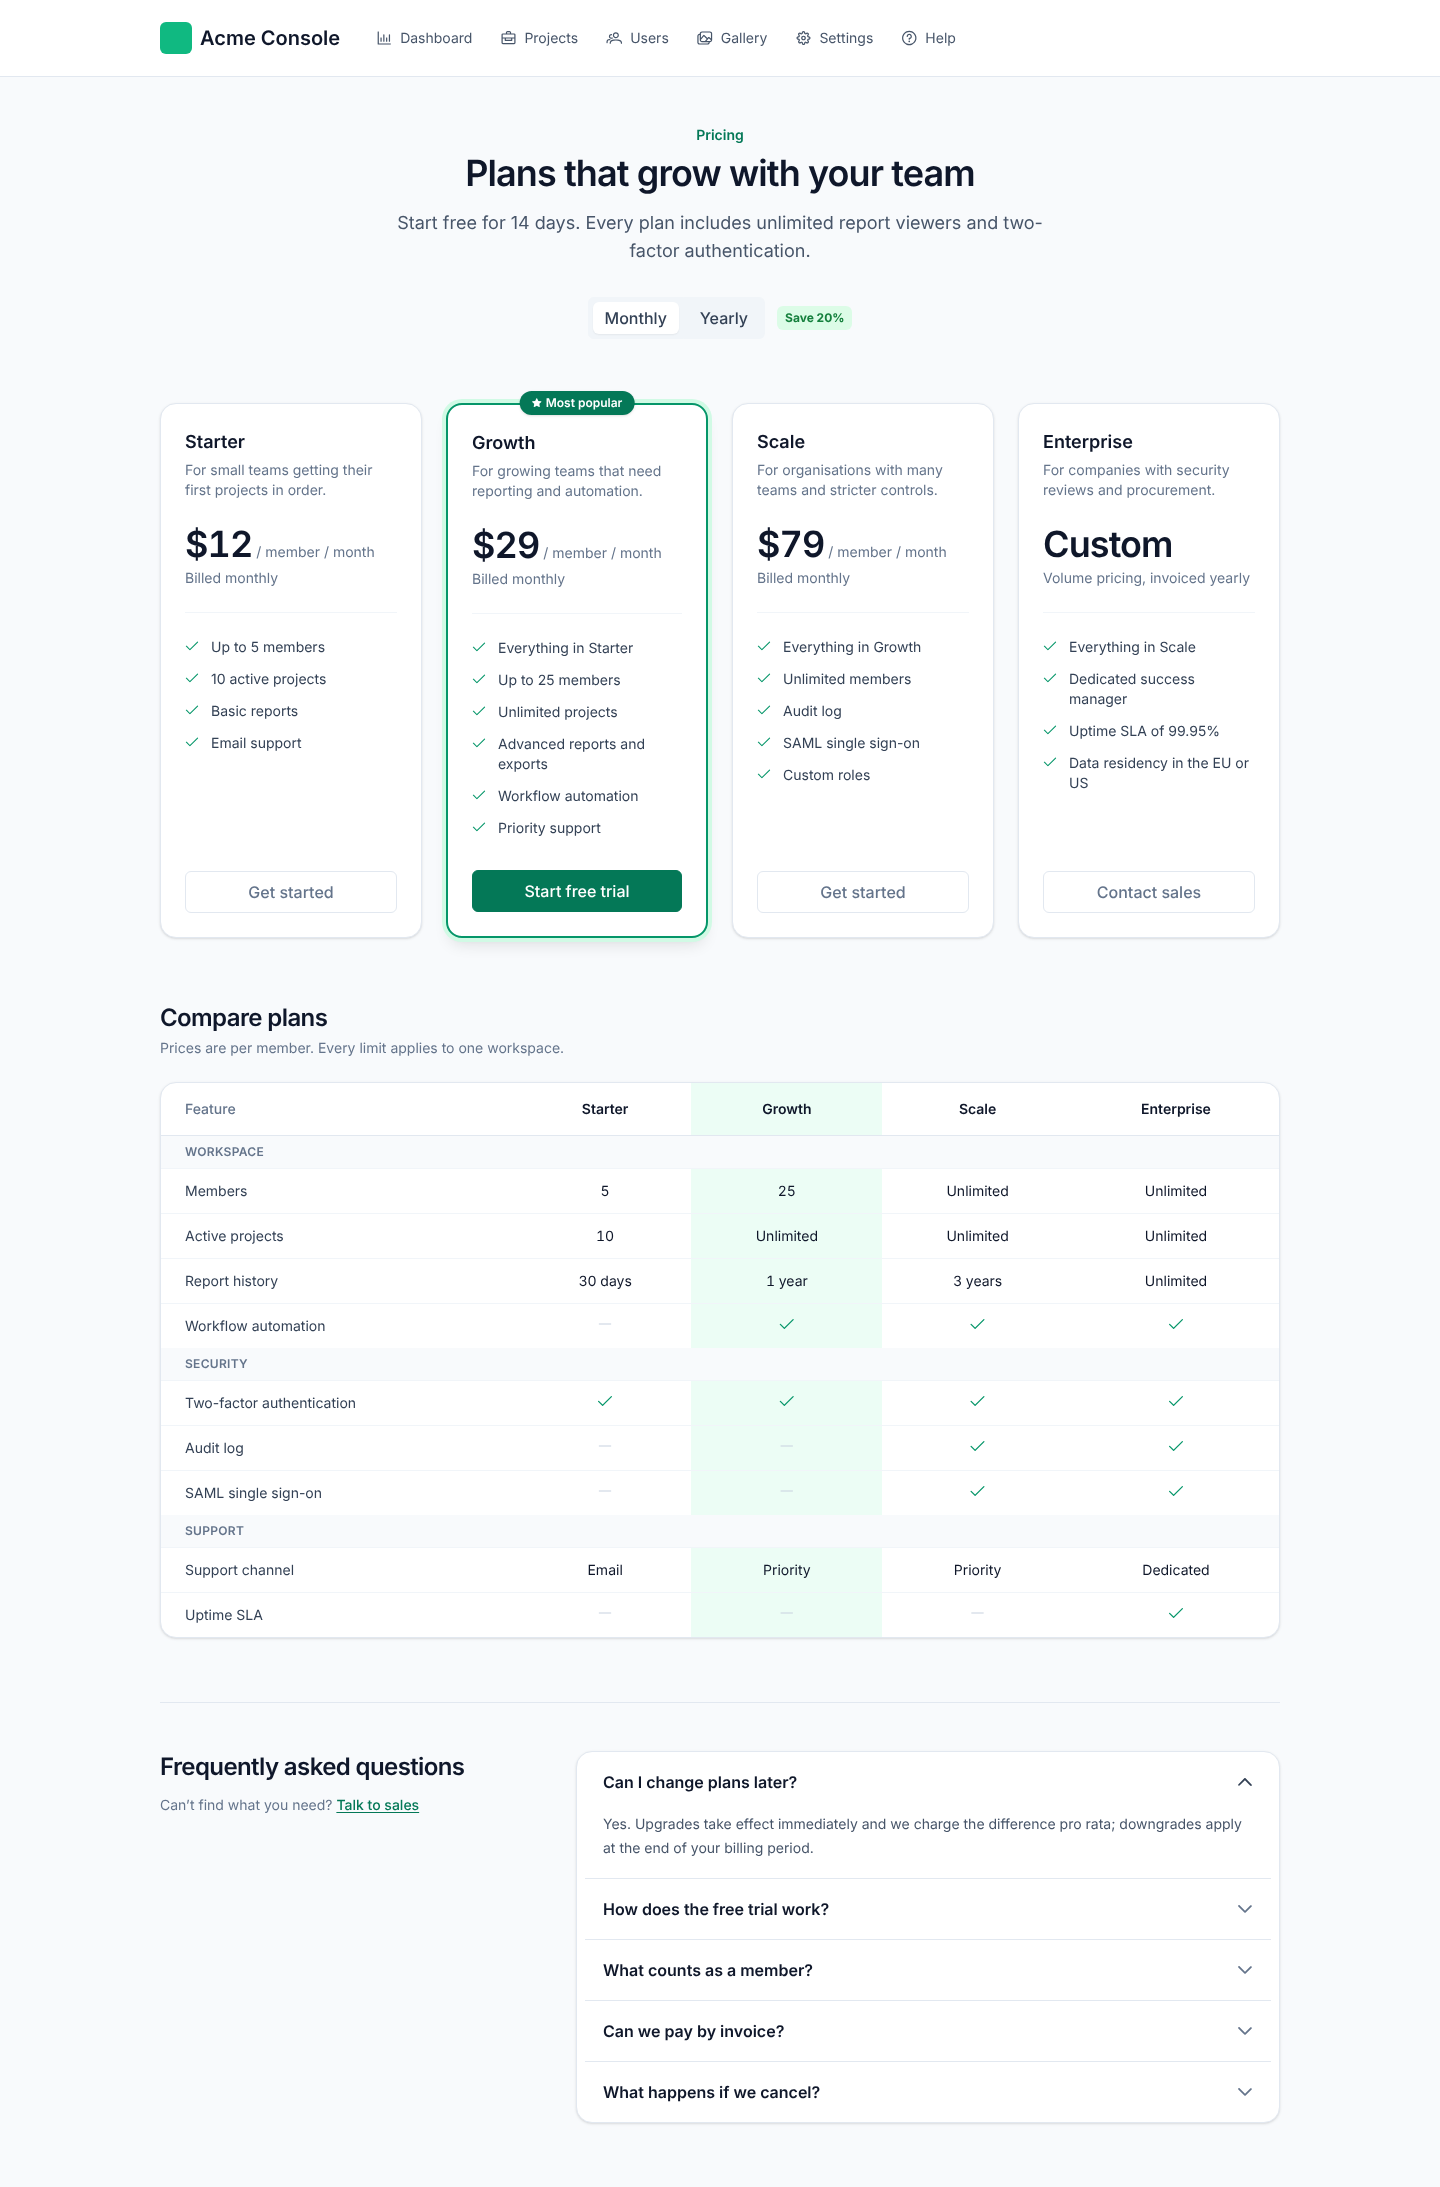 Acme Console
Dashboard
Projects
Users
Gallery
Settings
Help
Pricing
Plans that grow with your team
Start free for 14 days. Every plan includes unlimited report viewers and two-
factor authentication.
Monthly
Yearly
Save 20%
Starter
For small teams getting their
first projects in order.
$12 / member / month
Billed monthly
Up to 5 members
10 active projects
Basic reports
Email support
Get started
Most popular
Growth
For growing teams that need
reporting and automation.
$29 / member / month
Billed monthly
Everything in Starter
Up to 25 members
Unlimited projects
Advanced reports and
exports
Workflow automation
Priority support
Start free trial
Scale
For organisations with many
teams and stricter controls.
$79 / member / month
Billed monthly
Everything in Growth
Unlimited members
Audit log
SAML single sign-on
Custom roles
Get started
Enterprise
For companies with security
reviews and procurement.
Custom
Volume pricing, invoiced yearly
Everything in Scale
Dedicated success
manager
Uptime SLA of 99.95%
Data residency in the EU or
US
Contact sales
Compare plans
Prices are per member. Every limit applies to one workspace.
Feature Starter Growth Scale Enterprise
WORKSPACE
Members 5 25 Unlimited Unlimited
Active projects 10 Unlimited Unlimited Unlimited
Report history 30 days 1 year 3 years Unlimited
Workflow automation
SECURITY
Two-factor authentication
Audit log
SAML single sign-on
SUPPORT
Support channel Email Priority Priority Dedicated
Uptime SLA
Frequently asked questions
Can't find what you need? Talk to sales
Can I change plans later?
Yes. Upgrades take effect immediately and we charge the difference pro rata; downgrades apply
at the end of your billing period.
How does the free trial work?
What counts as a member?
Can we pay by invoice?
What happens if we cancel?